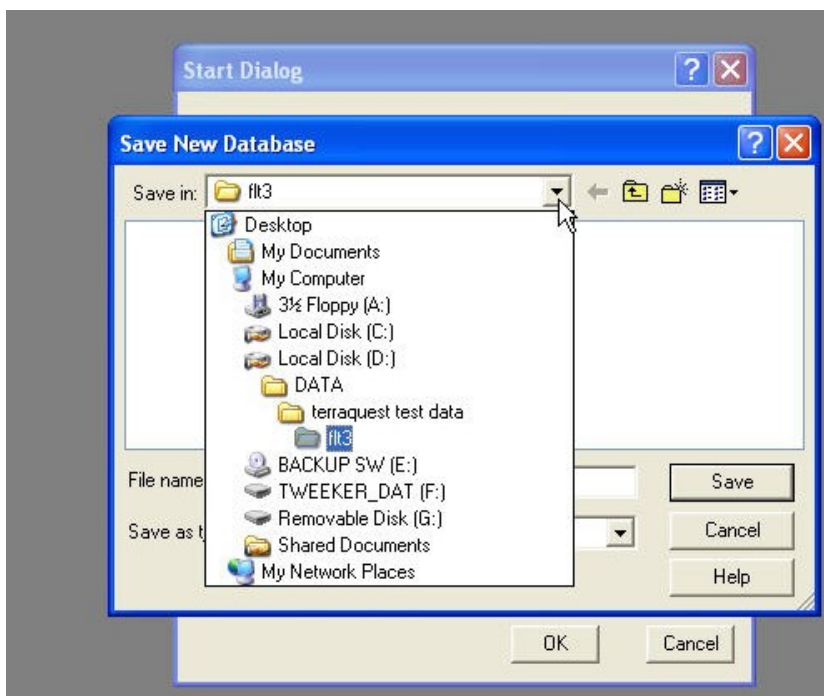 Start Dialog
Save New Database
Save in: flt3
Desktop
My Documents
My Computer
3½ Floppy (A:)
Local Disk (C:)
Local Disk (D:)
DATA
terraquest test data
flt3
BACKUP SW (E:)
TWEEKER_DAT (F:)
Removable Disk (G:)
Shared Documents
My Network Places
File name
Save
Save as t
Cancel
Help
OK Cancel